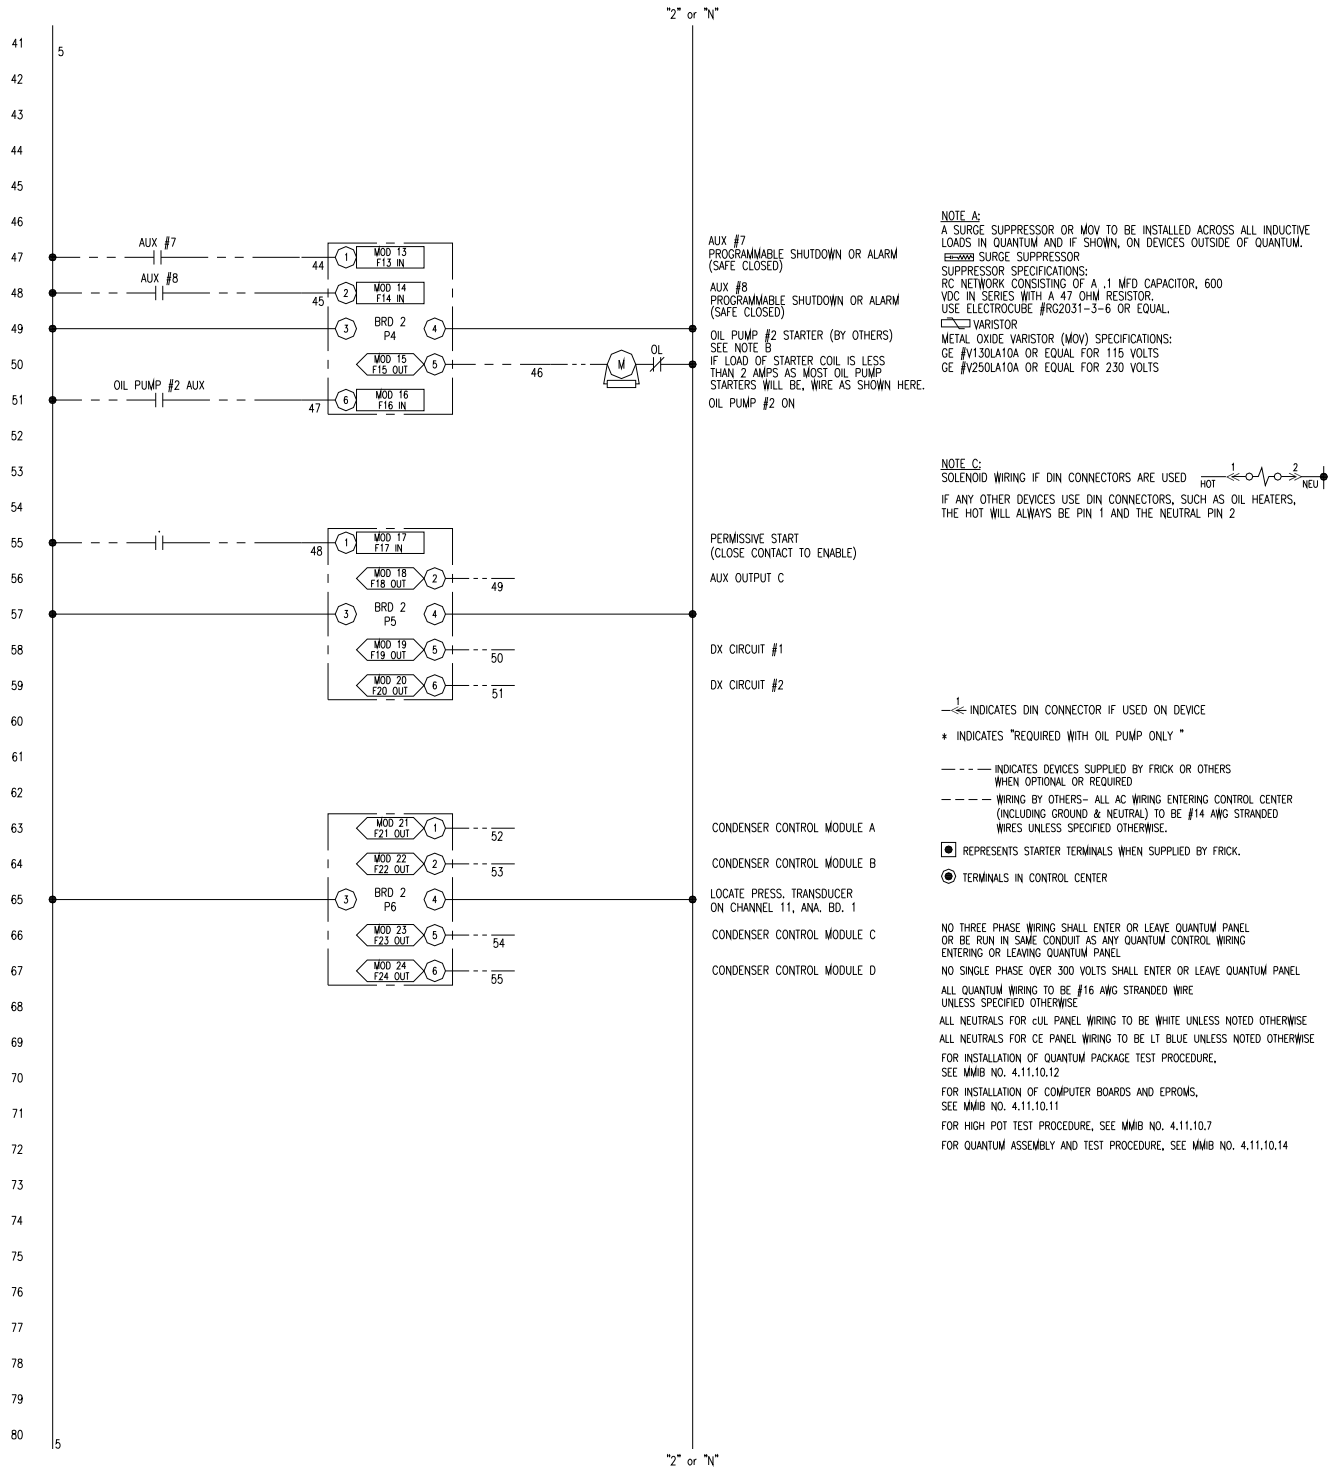 "2" or "N"
41
5
42
43
44
45
46
47
AUX #7
44
1
MOD 13
F13 IN
AUX #7
PROGRAMMABLE SHUTDOWN OR ALARM
(SAFE CLOSED)
48
AUX #8
45
2
MOD 14
F14 IN
AUX #8
PROGRAMMABLE SHUTDOWN OR ALARM
(SAFE CLOSED)
49
3
BRD 2
P4
4
50
MOD 15
F15 OUT
5
46
M
OL
OIL PUMP #2 STARTER (BY OTHERS)
SEE NOTE B
IF LOAD OF STARTER COIL IS LESS
THAN 2 AMPS AS MOST OIL PUMP
STARTERS WILL BE, WIRE AS SHOWN HERE.
51
OIL PUMP #2 AUX
47
6
MOD 16
F16 IN
OIL PUMP #2 ON
52
53
54
55
48
1
MOD 17
F17 IN
PERMISSIVE START
(CLOSE CONTACT TO ENABLE)
56
MOD 18
F18 OUT
2
49
AUX OUTPUT C
57
3
BRD 2
P5
4
58
MOD 19
F19 OUT
5
50
DX CIRCUIT #1
59
MOD 20
F20 OUT
6
51
DX CIRCUIT #2
60
61
62
63
MOD 21
F21 OUT
1
52
CONDENSER CONTROL MODULE A
64
MOD 22
F22 OUT
2
53
CONDENSER CONTROL MODULE B
65
3
BRD 2
P6
4
LOCATE PRESS. TRANSDUCER
ON CHANNEL 11, ANA. BD. 1
66
MOD 23
F23 OUT
5
54
CONDENSER CONTROL MODULE C
67
MOD 24
F24 OUT
6
55
CONDENSER CONTROL MODULE D
68
69
70
71
72
73
74
75
76
77
78
79
80
5
"2" or "N"
NOTE A:
A SURGE SUPPRESSOR OR MOV TO BE INSTALLED ACROSS ALL INDUCTIVE
LOADS IN QUANTUM AND IF SHOWN, ON DEVICES OUTSIDE OF QUANTUM.
SURGE SUPPRESSOR
SUPPRESSOR SPECIFICATIONS:
RC NETWORK CONSISTING OF A .1 MFD CAPACITOR, 600
VDC IN SERIES WITH A 47 OHM RESISTOR.
USE ELECTROCUBE #RG2031-3-6 OR EQUAL.
VARISTOR
METAL OXIDE VARISTOR (MOV) SPECIFICATIONS:
GE #V130LA10A OR EQUAL FOR 115 VOLTS
GE #V250LA10A OR EQUAL FOR 230 VOLTS
NOTE C:
SOLENOID WIRING IF DIN CONNECTORS ARE USED
HOT
1
2
NEU
IF ANY OTHER DEVICES USE DIN CONNECTORS, SUCH AS OIL HEATERS,
THE HOT WILL ALWAYS BE PIN 1 AND THE NEUTRAL PIN 2
1
INDICATES DIN CONNECTOR IF USED ON DEVICE
* INDICATES "REQUIRED WITH OIL PUMP ONLY "
INDICATES DEVICES SUPPLIED BY FRICK OR OTHERS
WHEN OPTIONAL OR REQUIRED
WIRING BY OTHERS- ALL AC WIRING ENTERING CONTROL CENTER
(INCLUDING GROUND & NEUTRAL) TO BE #14 AWG STRANDED
WIRES UNLESS SPECIFIED OTHERWISE.
REPRESENTS STARTER TERMINALS WHEN SUPPLIED BY FRICK.
TERMINALS IN CONTROL CENTER
NO THREE PHASE WIRING SHALL ENTER OR LEAVE QUANTUM PANEL
OR BE RUN IN SAME CONDUIT AS ANY QUANTUM CONTROL WIRING
ENTERING OR LEAVING QUANTUM PANEL
NO SINGLE PHASE OVER 300 VOLTS SHALL ENTER OR LEAVE QUANTUM PANEL
ALL QUANTUM WIRING TO BE #16 AWG STRANDED WIRE
UNLESS SPECIFIED OTHERWISE
ALL NEUTRALS FOR cUL PANEL WIRING TO BE WHITE UNLESS NOTED OTHERWISE
ALL NEUTRALS FOR CE PANEL WIRING TO BE LT BLUE UNLESS NOTED OTHERWISE
FOR INSTALLATION OF QUANTUM PACKAGE TEST PROCEDURE,
SEE MMIB NO. 4.11.10.12
FOR INSTALLATION OF COMPUTER BOARDS AND EPROMS,
SEE MMIB NO. 4.11.10.11
FOR HIGH POT TEST PROCEDURE, SEE MMIB NO. 4.11.10.7
FOR QUANTUM ASSEMBLY AND TEST PROCEDURE, SEE MMIB NO. 4.11.10.14